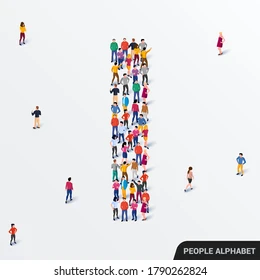 I
PEOPLE ALPHABET
shutterstock.com · 1790262824